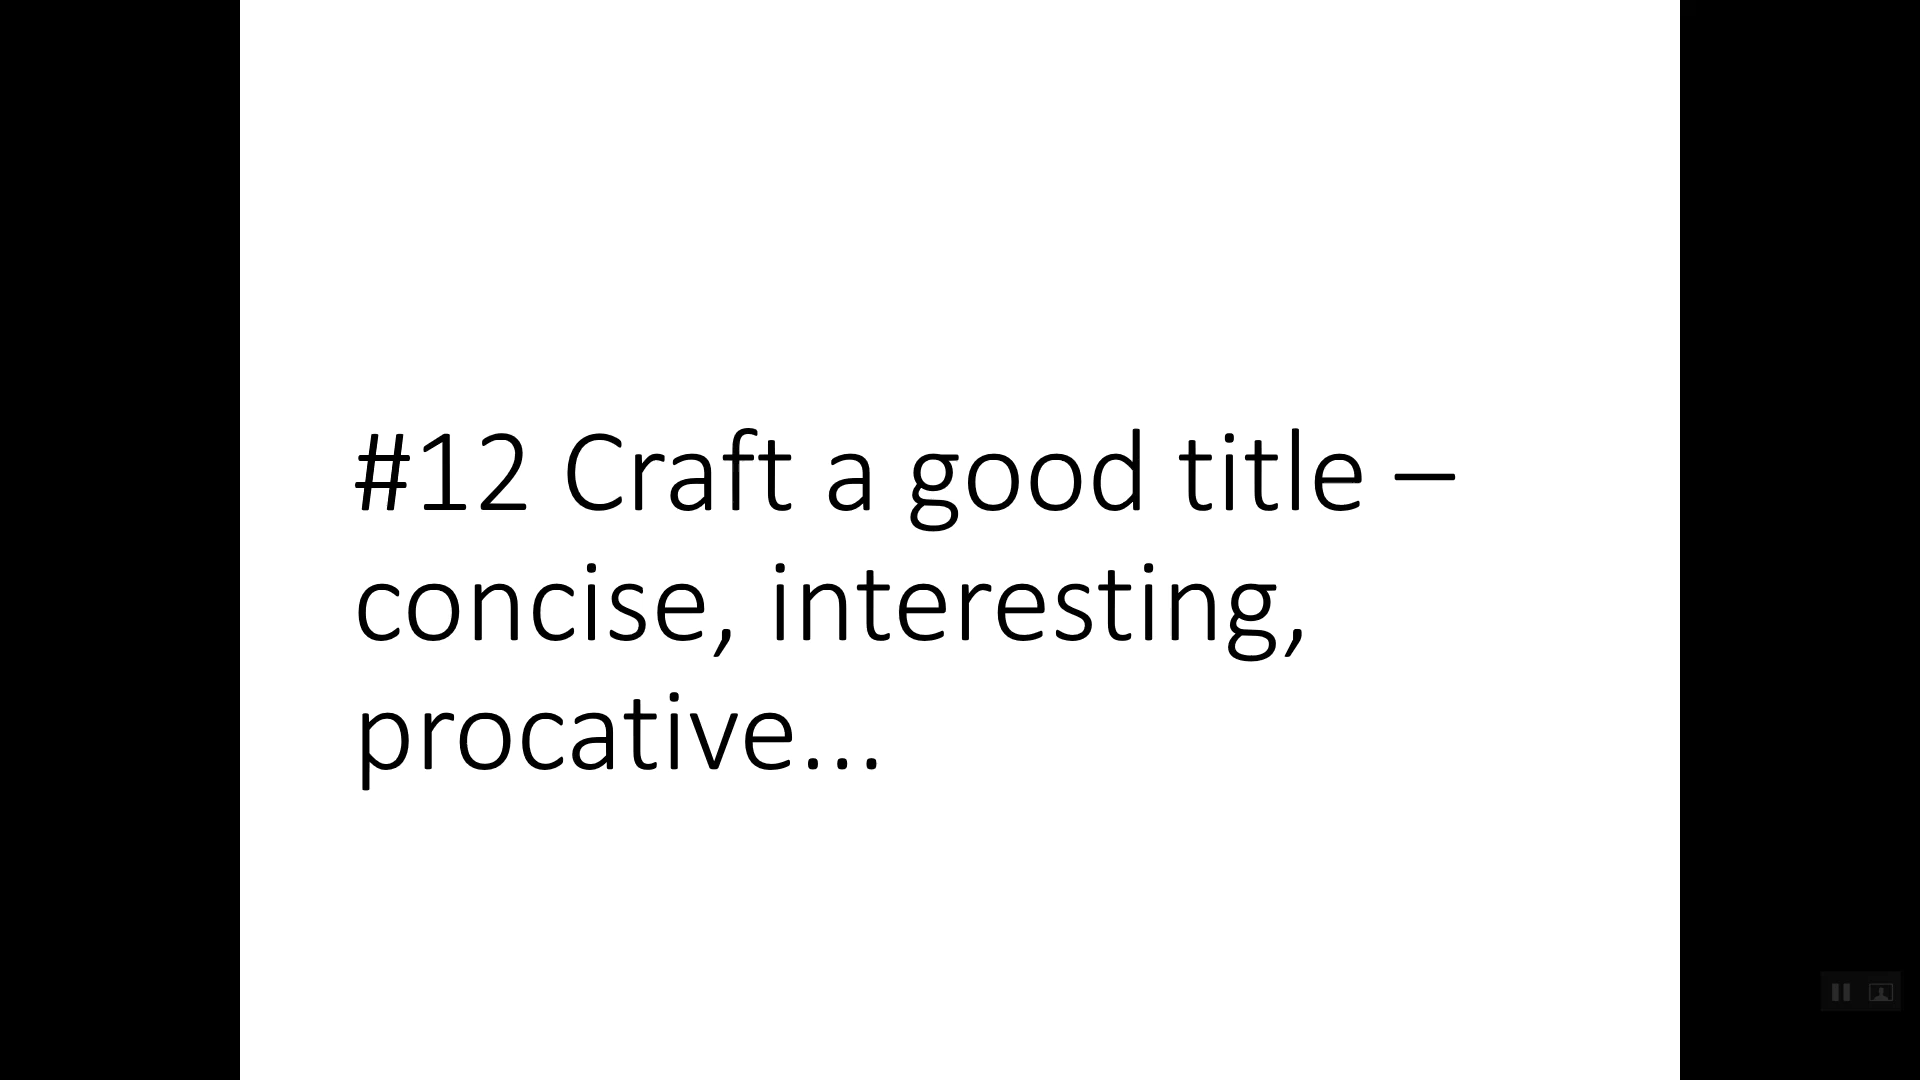 #12 Craft a good title –
concise, interesting,
procative...